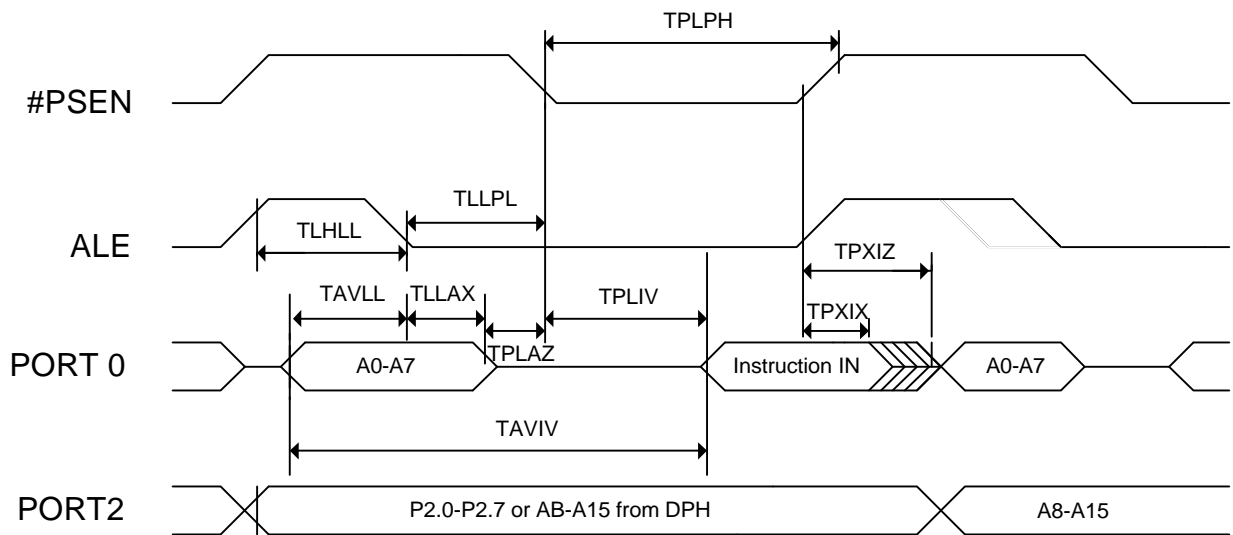 TPLPH
#PSEN
TLLPL
ALE
TLHLL
TPXIZ
TAVLL
TLLAX
TPLIV
TPXIX
TPLAZ
PORT 0
A0-A7
Instruction IN
A0-A7
TAVIV
PORT2
P2.0-P2.7 or AB-A15 from DPH
A8-A15